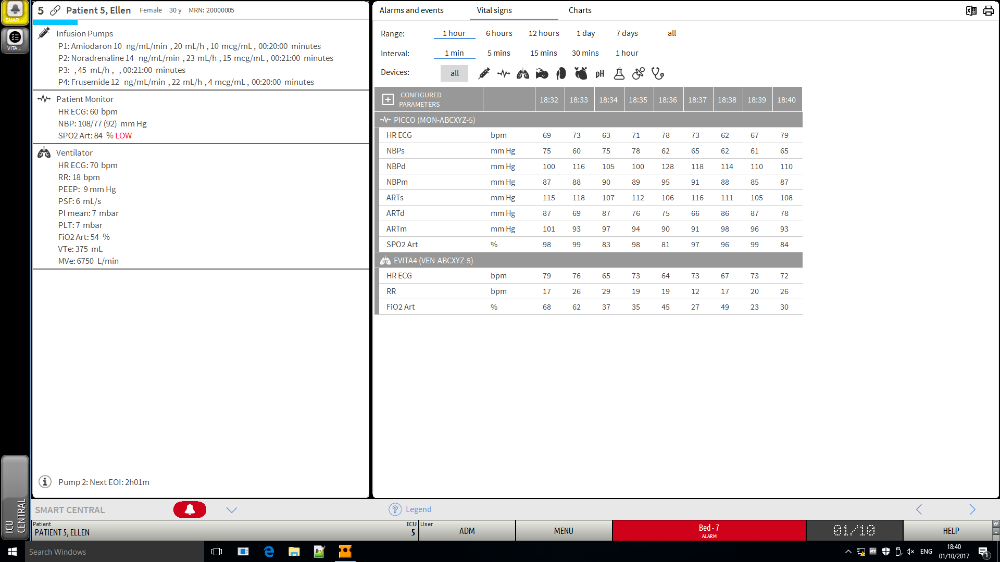 SMAR...
VITA...
5 Patient 5, Ellen Female 30 y MRN: 20000005
Infusion Pumps
P1: Amiodaron 10 ng/mL/min , 20 mL/h , 10 mcg/mL , 00:20:00 minutes
P2: Noradrenaline 14 ng/mL/min , 23 mL/h , 15 mcg/mL , 00:21:00 minutes
P3: , 45 mL/h , , 00:21:00 minutes
P4: Frusemide 12 ng/mL/min , 22 mL/h , 4 mcg/mL , 00:20:00 minutes
Patient Monitor
HR ECG: 60 bpm
NBP: 108/77 (92) mm Hg
SPO2 Art: 84 % LOW
Ventilator
HR ECG: 70 bpm
RR: 18 bpm
PEEP: 9 mm Hg
PSF: 6 mL/s
PI mean: 7 mbar
PLT: 7 mbar
FiO2 Art: 54 %
VTe: 375 mL
MVe: 6750 L/min
Pump 2: Next EOI: 2h01m
Alarms and events Vital signs Charts
Range: 1 hour 6 hours 12 hours 1 day 7 days all
Interval: 1 min 5 mins 15 mins 30 mins 1 hour
Devices: all pH
CONFIGURED PARAMETERS 18:32 18:33 18:34 18:35 18:36 18:37 18:38 18:39 18:40
PICCO (MON-ABCXYZ-5)
HR ECG bpm 69 73 63 71 78 73 62 67 79
NBPs mm Hg 75 60 75 78 62 65 62 61 65
NBPd mm Hg 100 116 105 100 128 118 114 110 110
NBPm mm Hg 87 88 90 89 95 91 88 85 87
ARTs mm Hg 115 118 107 112 106 116 111 105 108
ARTd mm Hg 87 69 87 76 75 66 86 87 78
ARTm mm Hg 101 93 97 94 90 91 98 96 93
SPO2 Art % 98 99 83 98 81 97 96 99 84
EVITA4 (VEN-ABCXYZ-5)
HR ECG bpm 79 76 65 73 64 73 67 73 72
RR bpm 17 26 29 19 19 12 17 20 26
FiO2 Art % 68 62 37 35 45 27 49 23 30
ICU CENTRAL
SMART CENTRAL
Legend
Patient
PATIENT 5, ELLEN
ICU
5
User
ADM
MENU
Bed - 7
ALARM
01/10
HELP
Search Windows
ENG
18:40
01/10/2017
1